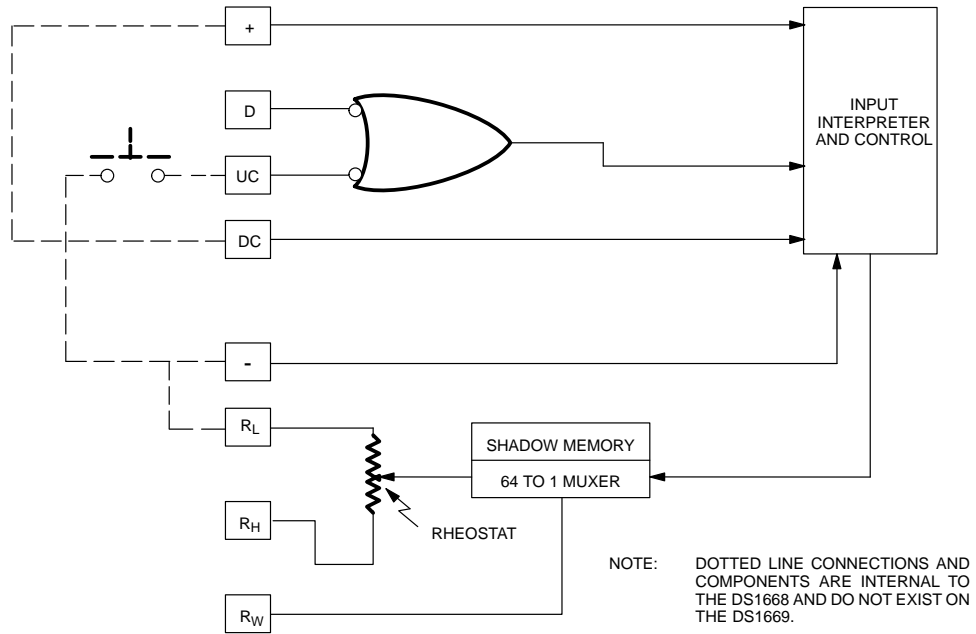 +
D
UC
DC
-
RL
RH
RW
INPUT
INTERPRETER
AND CONTROL
SHADOW MEMORY
64 TO 1 MUXER
RHEOSTAT
NOTE: DOTTED LINE CONNECTIONS AND
COMPONENTS ARE INTERNAL TO
THE DS1668 AND DO NOT EXIST ON
THE DS1669.